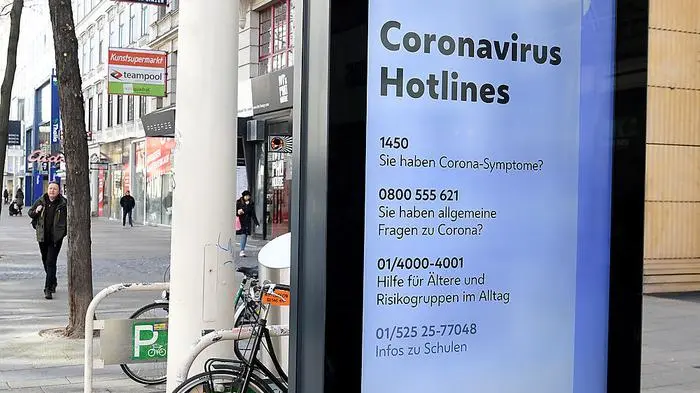 Kunstsupermarkt
teampool
P
Coronavirus
Hotlines
1450
Sie haben Corona-Symptome?
0800 555 621
Sie haben allgemeine
Fragen zu Corona?
01/4000-4001
Hilfe für Ältere und
Risikogruppen im Alltag
01/525 25-77048
Infos zu Schulen